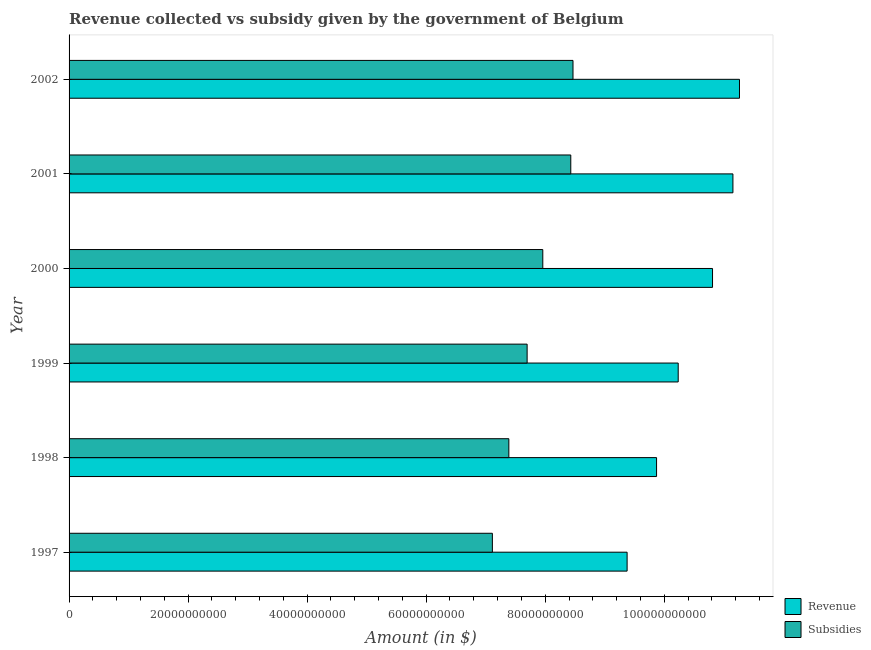 Revenue collected vs subsidy given by the government of Belgium
2002
2001
2000
1999
1998
1997
Year
0
20000000000
40000000000
60000000000
80000000000
100000000000
Amount (in $)
Revenue
Subsidies